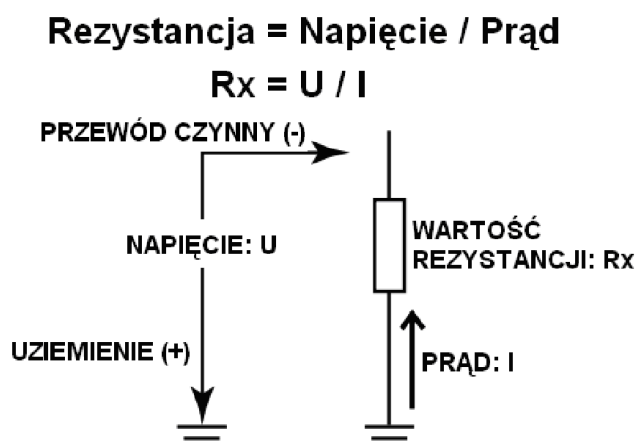 Rezystancja = Napięcie / Prąd
Rx = U / I
PRZEWÓD CZYNNY (-)
NAPIĘCIE: U
UZIEMIENIE (+)
WARTOŚĆ
REZYSTANCJI: Rx
PRĄD: I